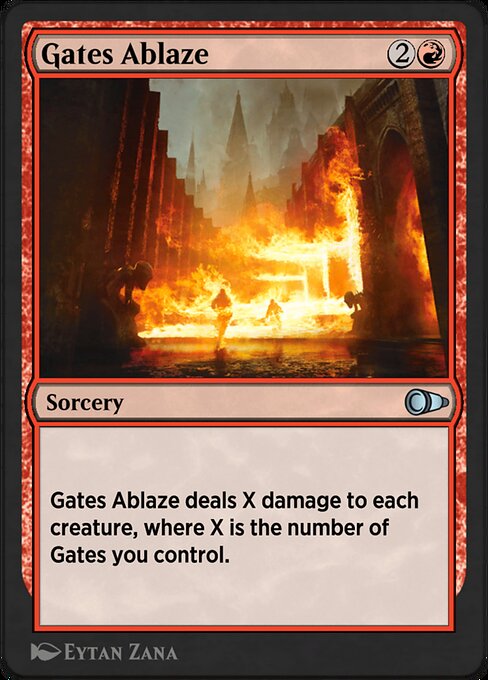 Gates Ablaze 2
Sorcery
Gates Ablaze deals X damage to each
creature, where X is the number of
Gates you control.
Eytan Zana